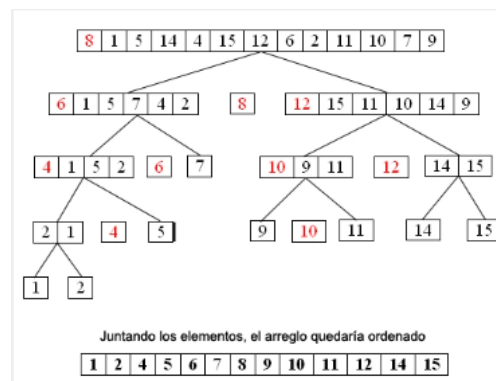 8 1 5 14 4 15 12 6 2 11 10 7 9
6 1 5 7 4 2 8 12 15 11 10 14 9
4 1 5 2 6 7 10 9 11 12 14 15
2 1 4 5 9 10 11 14 15
1 2
Juntando los elementos, el arreglo quedaría ordenado
1 2 4 5 6 7 8 9 10 11 12 14 15